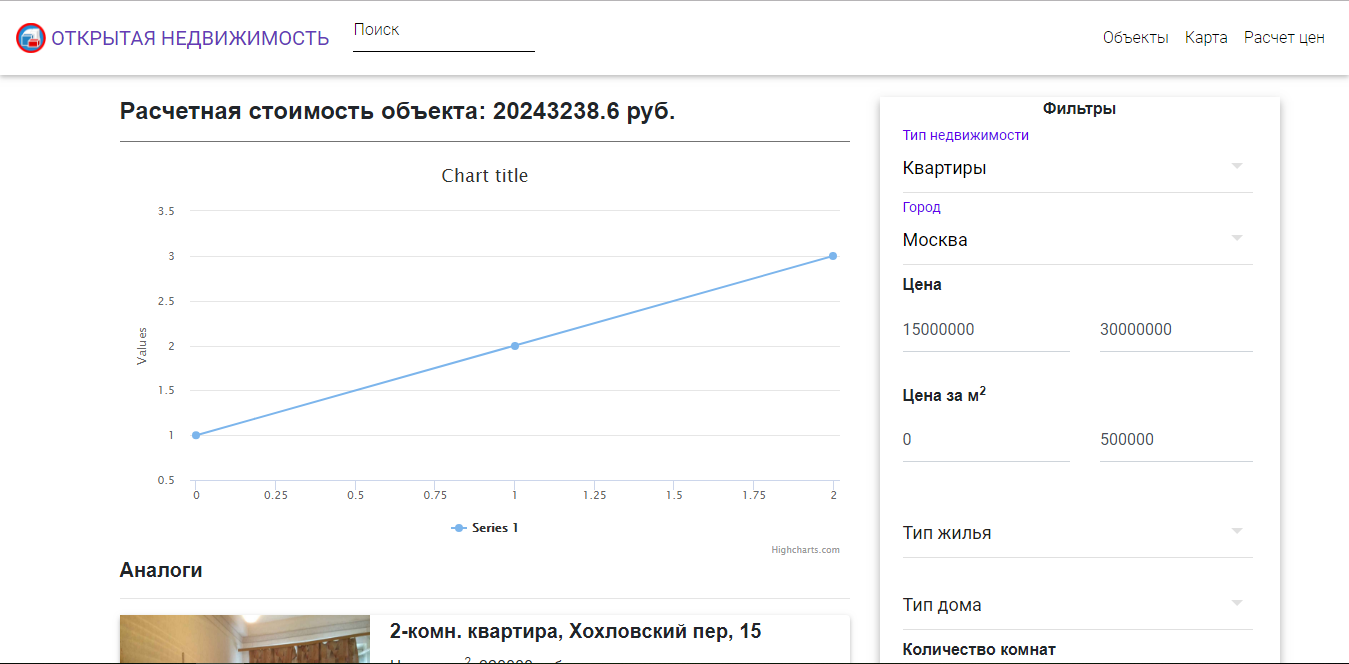 ОТКРЫТАЯ НЕДВИЖИМОСТЬ
Поиск
Объекты Карта Расчет цен
Расчетная стоимость объекта: 20243238.6 руб.
Chart title
3.5
3
2.5
2
1.5
1
0.5
Values
0 0.25 0.5 0.75 1 1.25 1.5 1.75 2
Series 1
Highcharts.com
Аналоги
2-комн. квартира, Хохловский пер, 15
Фильтры
Тип недвижимости
Квартиры
Город
Москва
Цена
15000000 30000000
Цена за м²
0 500000
Тип жилья
Тип дома
Количество комнат